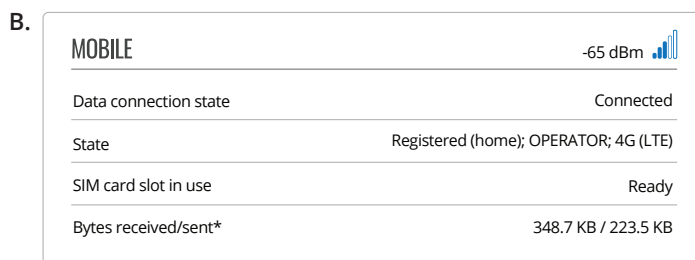 B.
MOBILE -65 dBm
Data connection state Connected
State Registered (home); OPERATOR; 4G (LTE)
SIM card slot in use Ready
Bytes received/sent* 348.7 KB / 223.5 KB